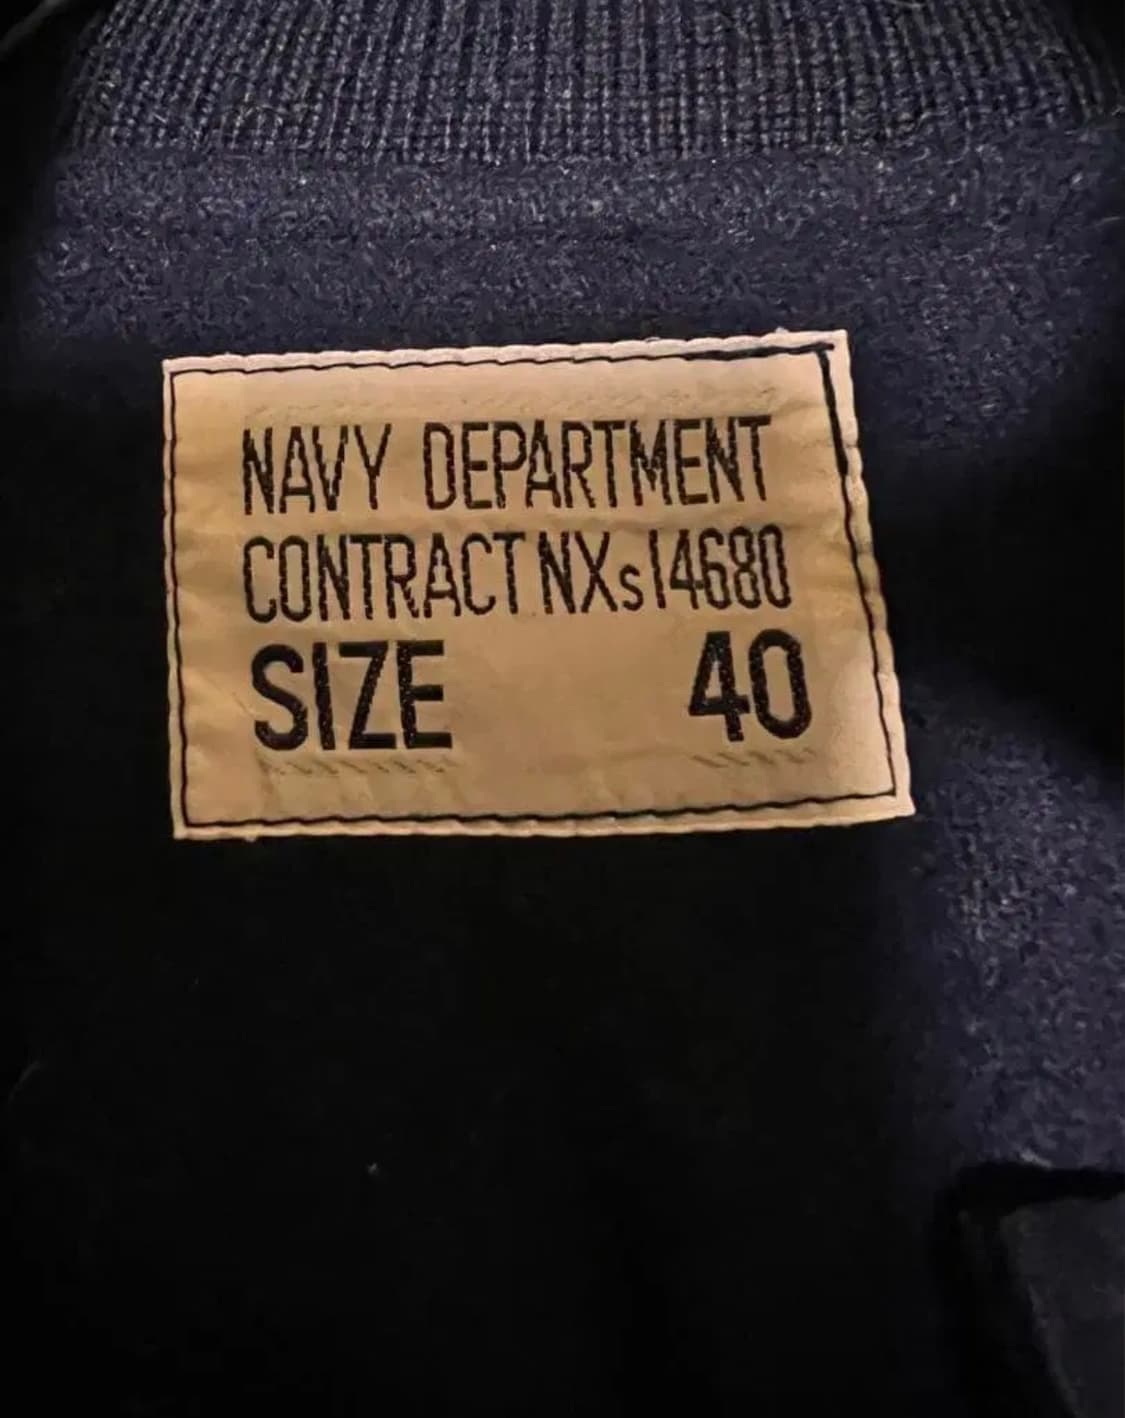 NAVY DEPARTMENT
CONTRACT NXs14680
SIZE 40